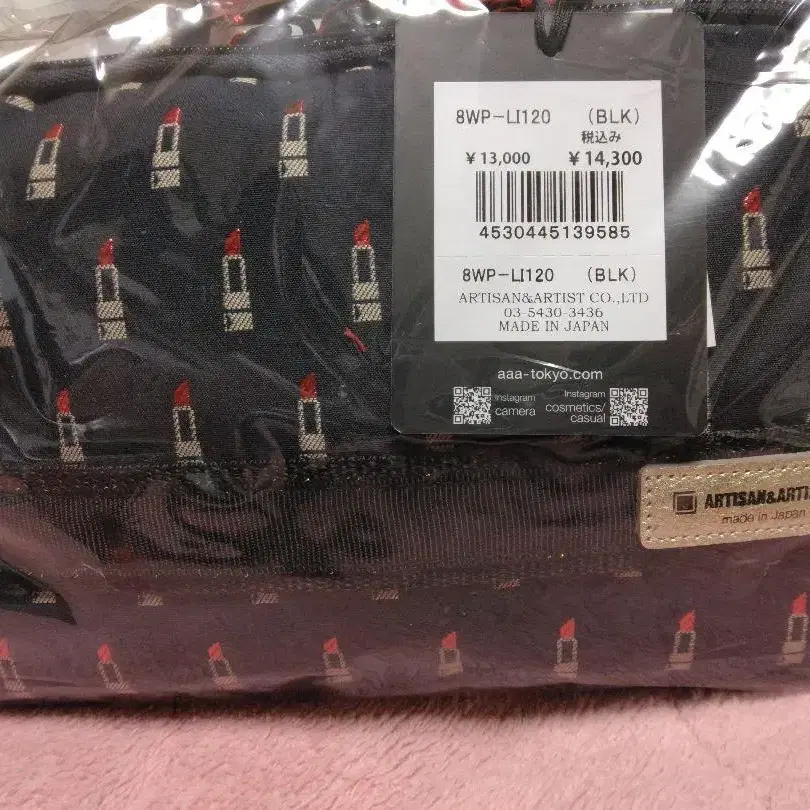 8WP-LI120 (BLK)
税込み
¥13,000 ¥14,300
4530445139585
8WP-LI120 (BLK)
ARTISAN&ARTIST CO.,LTD
03-5430-3436
MADE IN JAPAN
aaa-tokyo.com
Instagram
camera
Instagram
cosmetics/
casual
ARTISAN&ARTI
made in Japan